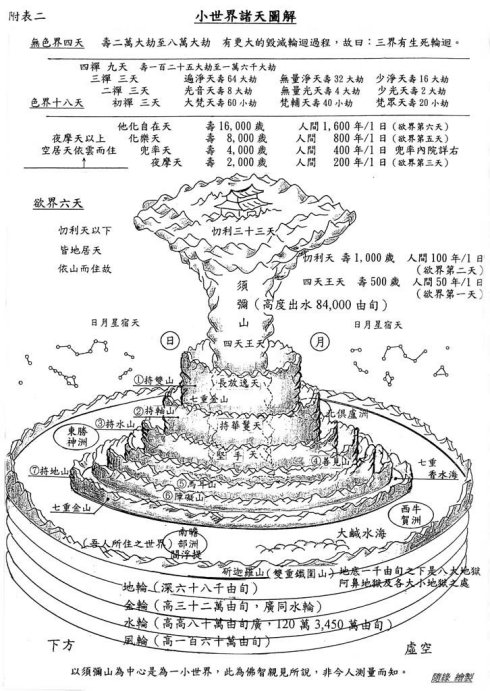 附表二
小世界諸天圖解
無色界四天　壽二萬大劫至八萬大劫　有更大的毀滅輪迴過程，故曰：三界有生死輪迴。
四禪 九天　壽一百二十五大劫至一萬六千大劫
三禪 三天　遍淨天壽64大劫　無量淨天壽32大劫　少淨天壽16大劫
二禪 三天　光音天壽8大劫　無量光天壽4大劫　少光天壽2大劫
色界十八天　初禪 三天　大梵天壽60小劫　梵輔天壽40小劫　梵眾天壽20小劫
他化自在天　壽16,000歲　人間1,600年/1日(欲界第六天)
夜摩天以上　化樂天　壽 8,000歲　人間 800年/1日(欲界第五天)
空居天依雲而住　兜率天　壽 4,000歲　人間 400年/1日 兜率內院詳右
夜摩天　壽 2,000歲　人間 200年/1日(欲界第三天)
欲界六天
忉利天以下
皆地居天
依山而住故
忉利三十三天
忉利天　壽1,000歲　人間100年/1日
(欲界第二天)
四天王天　壽500歲　人間50年/1日
(欲界第一天)
須
彌(高度出水84,000由旬)
山
日月星宿天
日月星宿天
日
月
四天王天
①持雙山
長放逸天
七重金山
②持軸山
北俱盧洲
③持水山
持華鬘天
東勝
神洲
堅手天
④善見山
七重
香水海
⑦持地山
⑤馬耳山
⑥障礙山
七重金山
西牛
賀洲
(吾人所住之世界)
南贍
部洲
閻浮提
大鹹水海
斫迦羅山(雙重鐵圍山)
地底一千由旬之下是八大地獄
阿鼻地獄及各大小地獄之處
地輪(深六十八千由旬)
金輪(高三十二萬由旬，廣同水輪)
水輪(高高八十萬由旬廣，120萬3,450萬由旬)
風輪(高一百六十萬由旬)
下方
虛空
以須彌山為中心是為一小世界，此為佛智親見所說，非今人測量而知。
隨緣 繪製